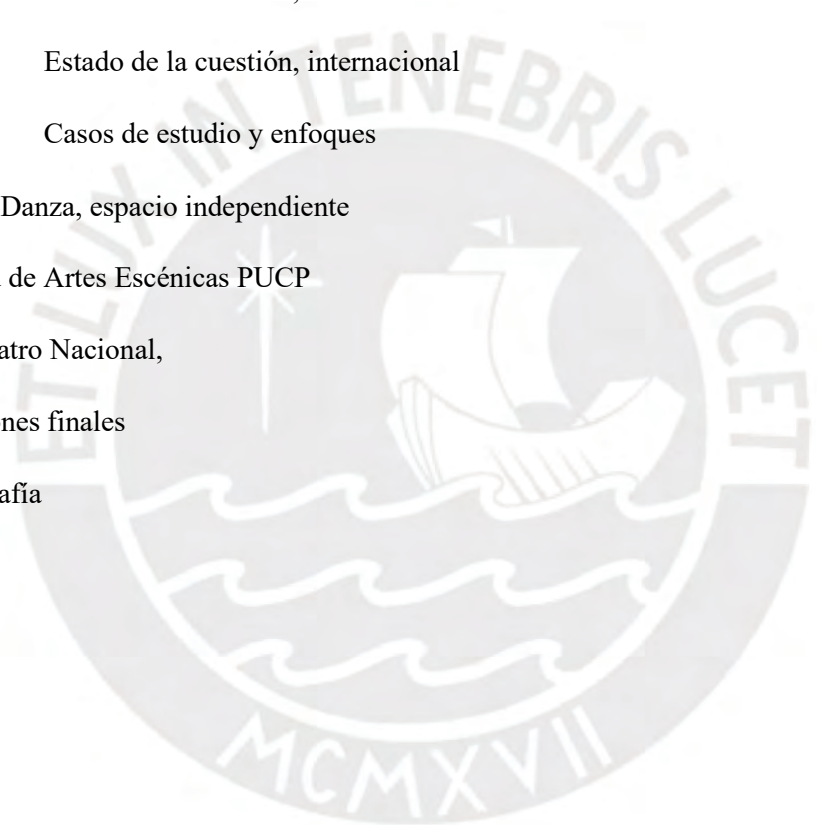 Estado de la cuestión, internacional
Casos de estudio y enfoques
Danza, espacio independiente
de Artes Escénicas PUCP
atro Nacional,
nes finales
afía
ET LUX IN TENEBRIS LUCET
MCMXVII